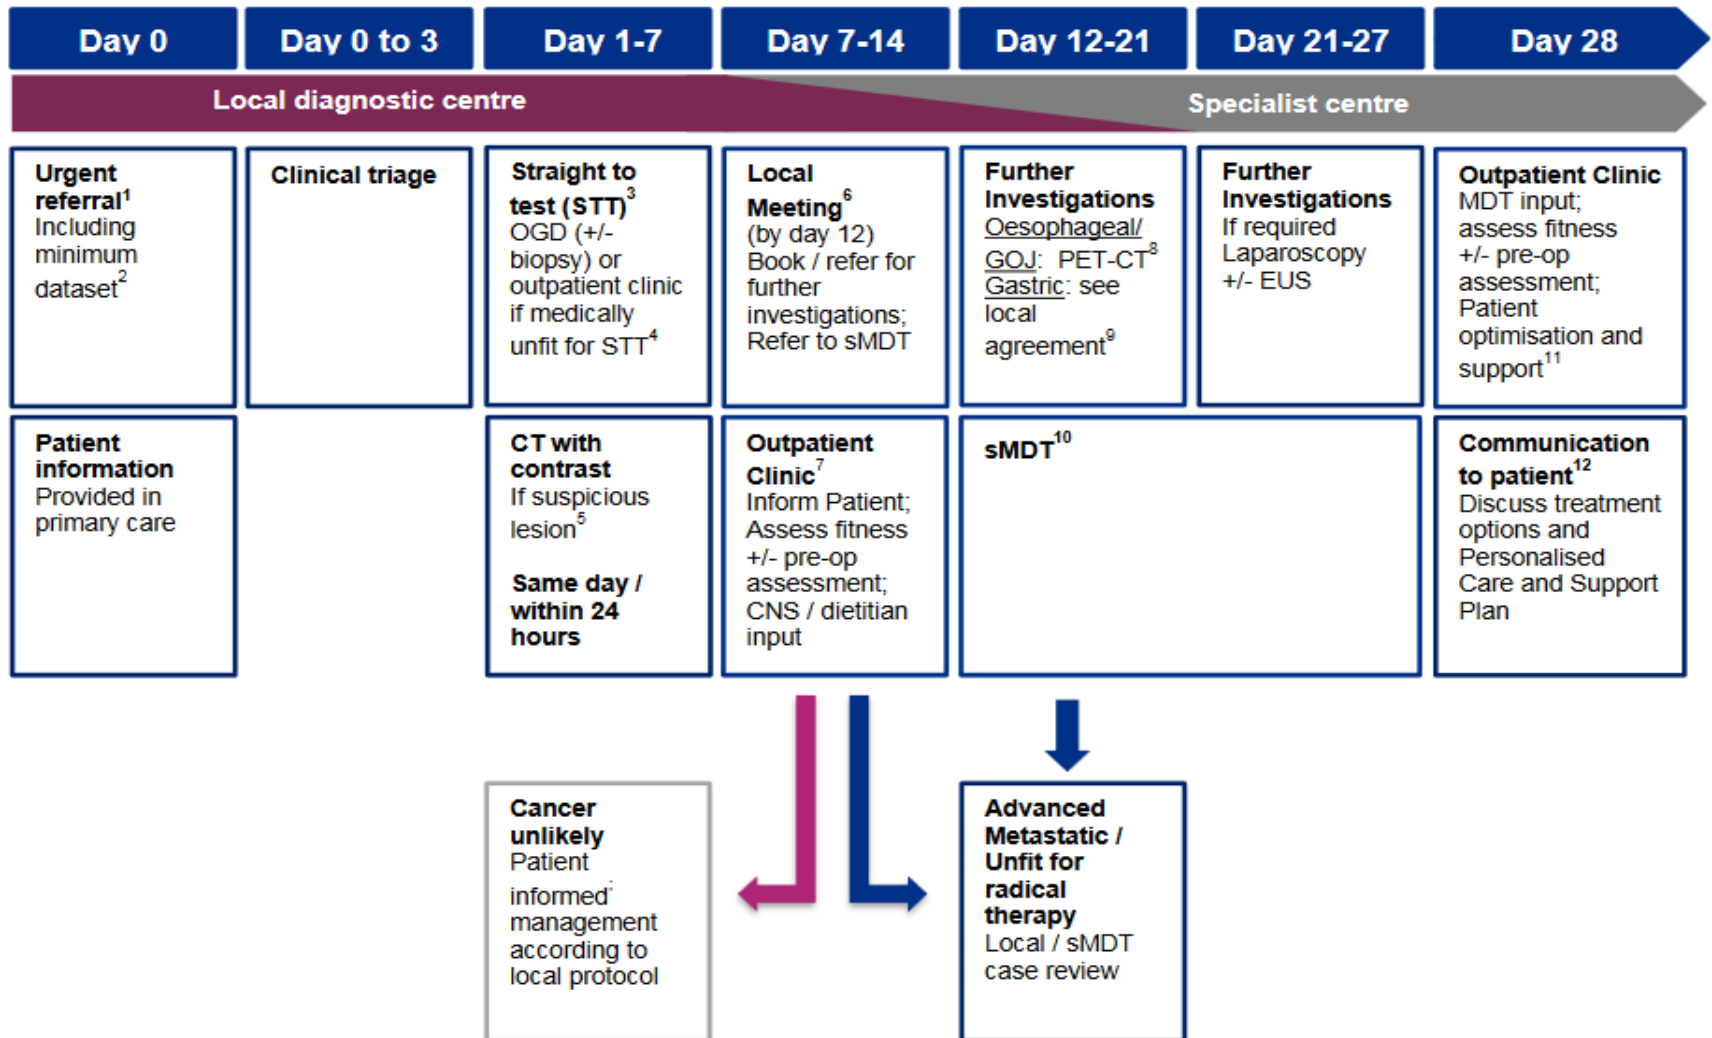 Day 0
Day 0 to 3
Day 1-7
Day 7-14
Day 12-21
Day 21-27
Day 28
Local diagnostic centre
Specialist centre
Urgent
referral¹
Including
minimum
dataset²
Clinical triage
Straight to
test (STT)³
OGD (+/-
biopsy) or
outpatient clinic
if medically
unfit for STT⁴
Local
Meeting⁶
(by day 12)
Book / refer for
further
investigations;
Refer to sMDT
Further
Investigations
Oesophageal/
GOJ: PET-CT⁸
Gastric: see
local
agreement⁹
Further
Investigations
If required
Laparoscopy
+/- EUS
Outpatient Clinic
MDT input;
assess fitness
+/- pre-op
assessment;
Patient
optimisation and
support¹¹
Patient
information
Provided in
primary care
CT with
contrast
If suspicious
lesion⁵
Same day /
within 24
hours
Outpatient
Clinic⁷
Inform Patient;
Assess fitness
+/- pre-op
assessment;
CNS / dietitian
input
sMDT¹⁰
Communication
to patient¹²
Discuss treatment
options and
Personalised
Care and Support
Plan
Cancer
unlikely
Patient
informed;
management
according to
local protocol
Advanced
Metastatic /
Unfit for
radical
therapy
Local / sMDT
case review